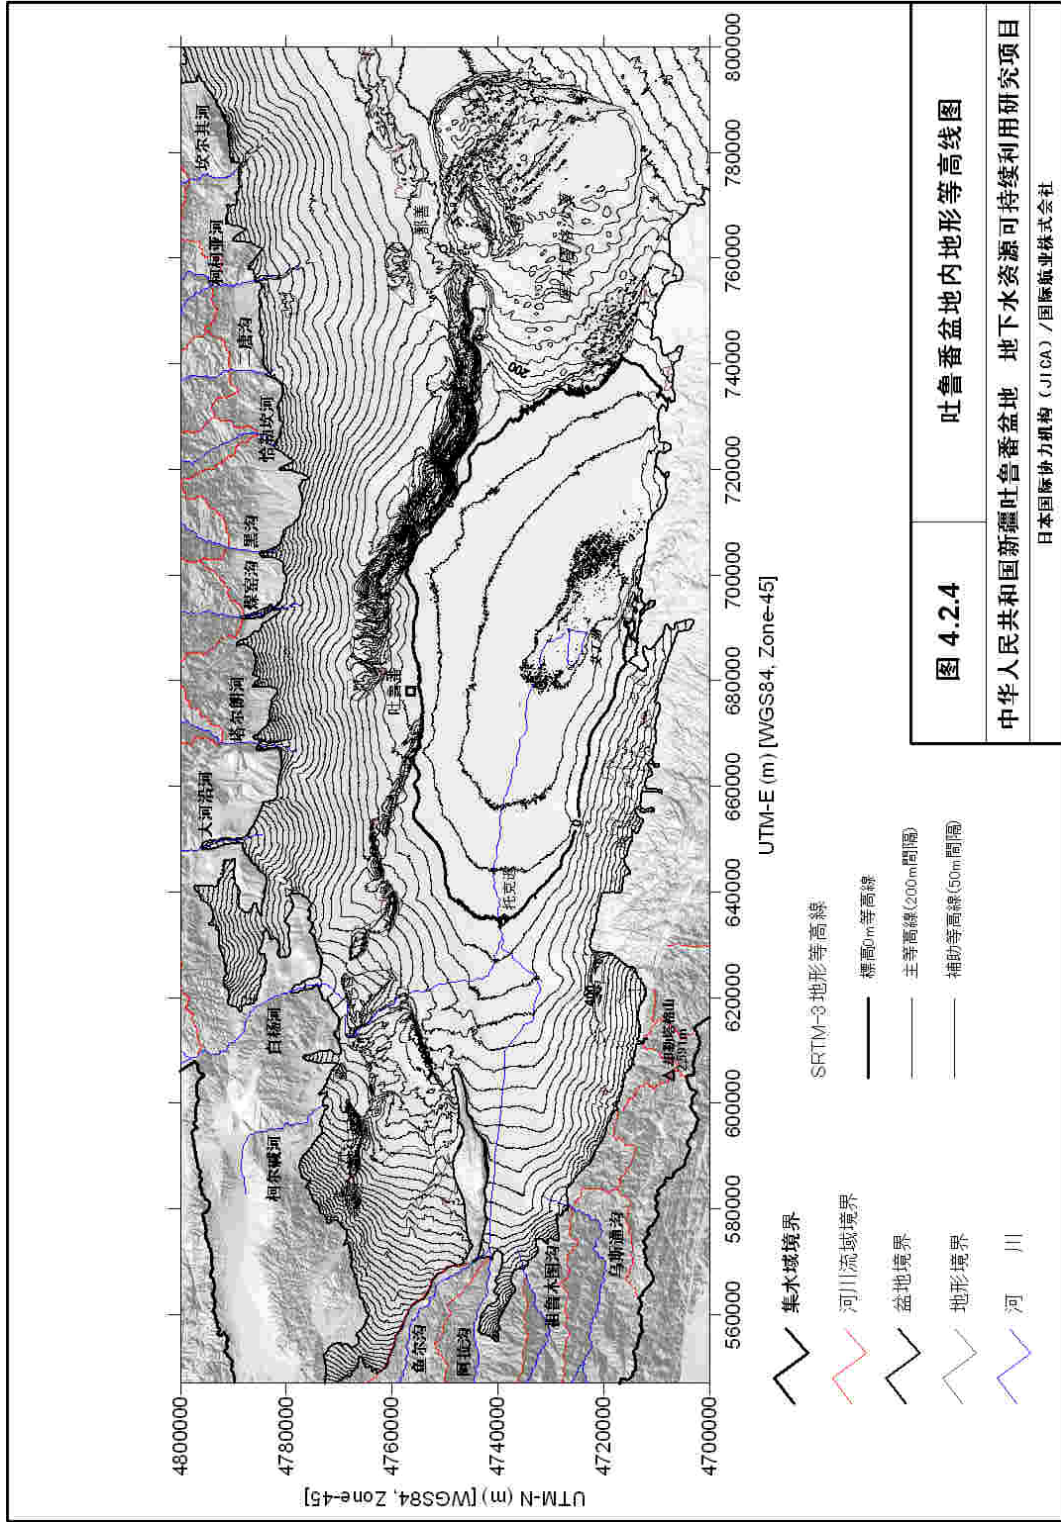 坎尔其河
柯柯亚河
二唐沟
恰勒坎河
黑沟
煤窑沟
塔尔朗河
大河沿河
白杨河
柯尔碱河
鱼尔沟
阿拉沟
祖鲁木图沟
乌斯通沟
鄯善
吐鲁番
托克逊
艾丁湖
200
400
0
4800000
4780000
4760000
4740000
4720000
4700000
UTM-N (m) [WGS84, Zone-45]
560000
580000
600000
620000
640000
660000
680000
700000
720000
740000
760000
780000
800000
UTM-E (m) [WGS84, Zone-45]
集水域境界
河川流域境界
盆地境界
地形境界
河 川
SRTM-3 地形等高線
標高0m等高線
主等高線(200m間隔)
補助等高線(50m間隔)
图 4.2.4
吐鲁番盆地内地形等高线图
中华人民共和国新疆吐鲁番盆地 地下水资源可持续利用研究项目
日本国际协力机构(JICA)/国际航业株式会社